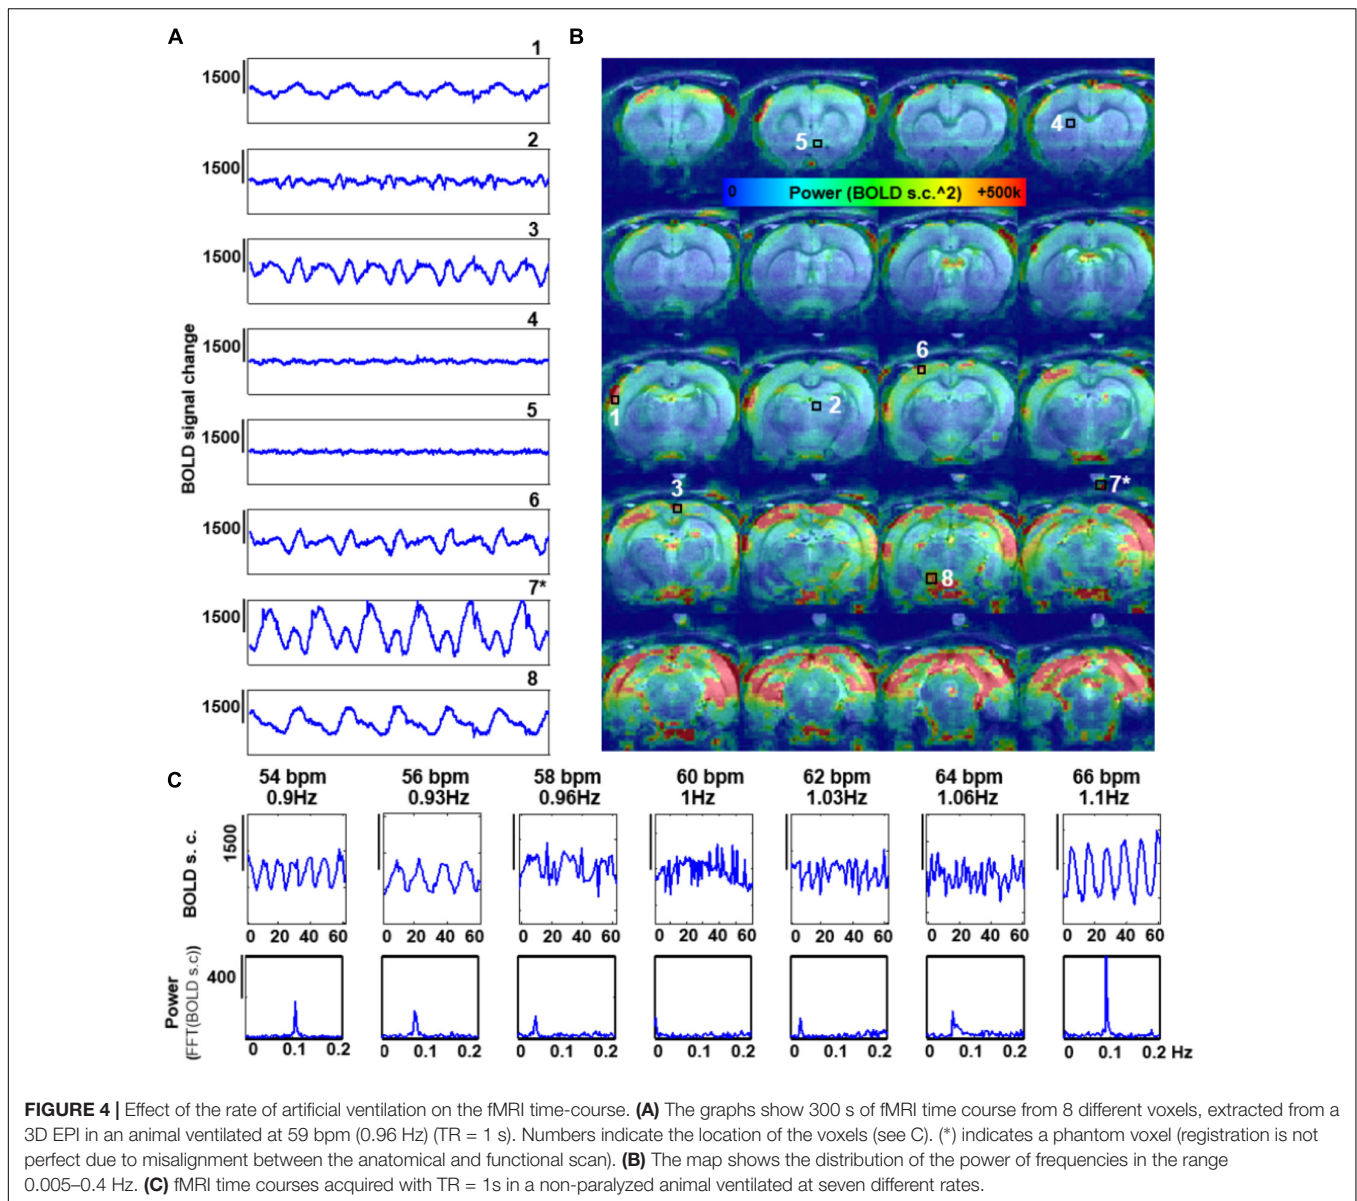 A
B
1
1500
2
1500
3
1500
4
1500
5
1500
6
1500
7*
1500
8
1500
BOLD signal change
5
4
0 Power (BOLD s.c.^2) +500k
6
1
2
3
7*
8
C
54 bpm 56 bpm 58 bpm 60 bpm 62 bpm 64 bpm 66 bpm
0.9Hz 0.93Hz 0.96Hz 1Hz 1.03Hz 1.06Hz 1.1Hz
BOLD s. c.
1500
0 20 40 60 0 20 40 60 0 20 40 60 0 20 40 60 0 20 40 60 0 20 40 60 0 20 40 60
Power
(FFT(BOLD s.c))
400
0 0.1 0.2 0 0.1 0.2 0 0.1 0.2 0 0.1 0.2 0 0.1 0.2 0 0.1 0.2 0 0.1 0.2 Hz
FIGURE 4 | Effect of the rate of artificial ventilation on the fMRI time-course. (A) The graphs show 300 s of fMRI time course from 8 different voxels, extracted from a
3D EPI in an animal ventilated at 59 bpm (0.96 Hz) (TR = 1 s). Numbers indicate the location of the voxels (see C). (*) indicates a phantom voxel (registration is not
perfect due to misalignment between the anatomical and functional scan). (B) The map shows the distribution of the power of frequencies in the range
0.005–0.4 Hz. (C) fMRI time courses acquired with TR = 1s in a non-paralyzed animal ventilated at seven different rates.